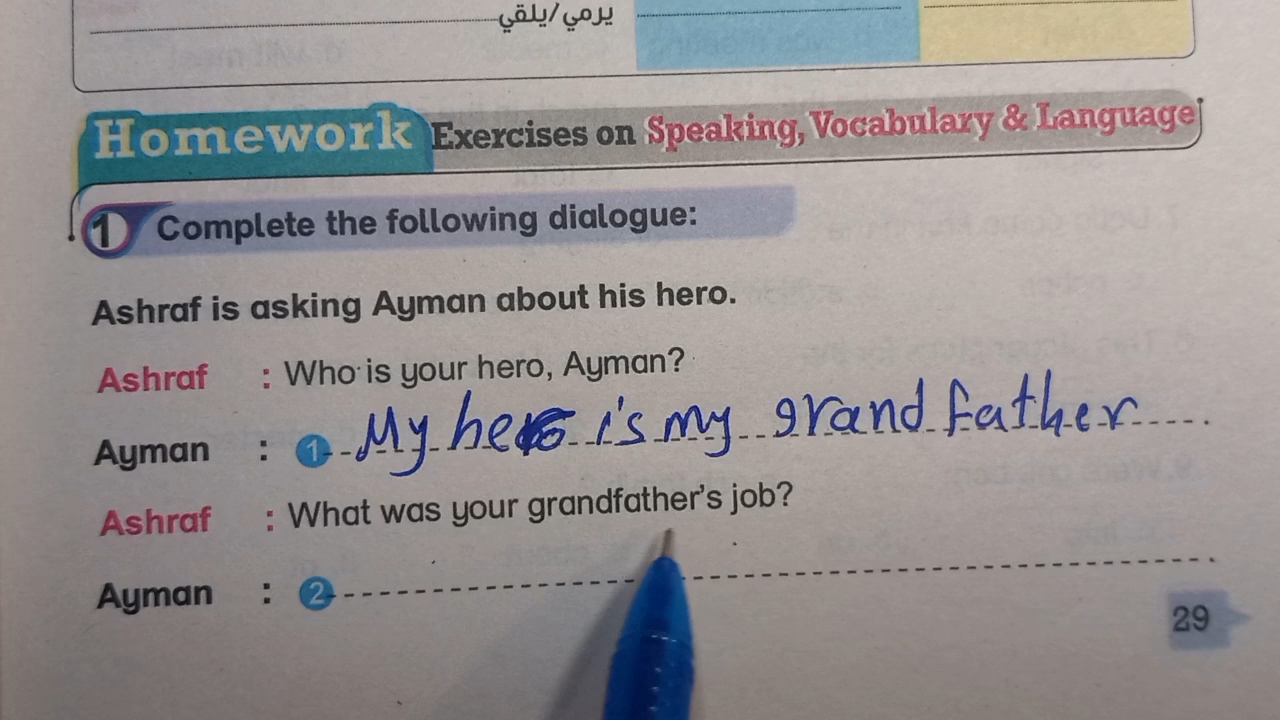 يرمي/يلقي
Homework Exercises on Speaking, Vocabulary & Language
1 Complete the following dialogue:
Ashraf is asking Ayman about his hero.
Ashraf : Who is your hero, Ayman?
Ayman : 1 My hero is my grand father
Ashraf : What was your grandfather's job?
Ayman : 2
29